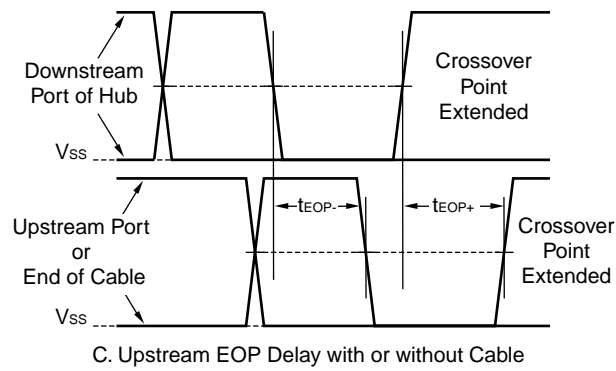 Downstream
Port of Hub
Crossover
Point
Extended
VSS
tEOP-
tEOP+
Upstream Port
or
End of Cable
Crossover
Point
Extended
VSS
C. Upstream EOP Delay with or without Cable